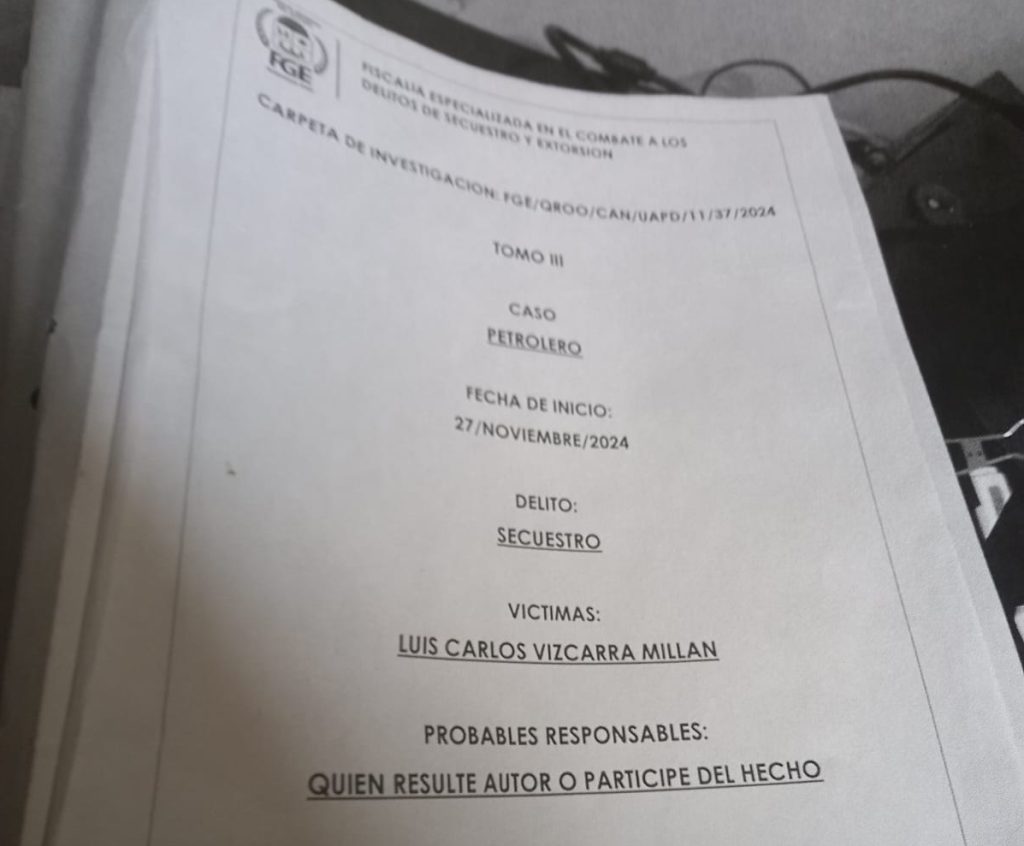 FGE
FISCALIA ESPECIALIZADA EN EL COMBATE A LOS
DELITOS DE SECUESTRO Y EXTORSION
CARPETA DE INVESTIGACION: FGE/QROO/CAN/UAPD/11/37/2024
TOMO III
CASO
PETROLERO
FECHA DE INICIO:
27/NOVIEMBRE/2024
DELITO:
SECUESTRO
VICTIMAS:
LUIS CARLOS VIZCARRA MILLAN
PROBABLES RESPONSABLES:
QUIEN RESULTE AUTOR O PARTICIPE DEL HECHO